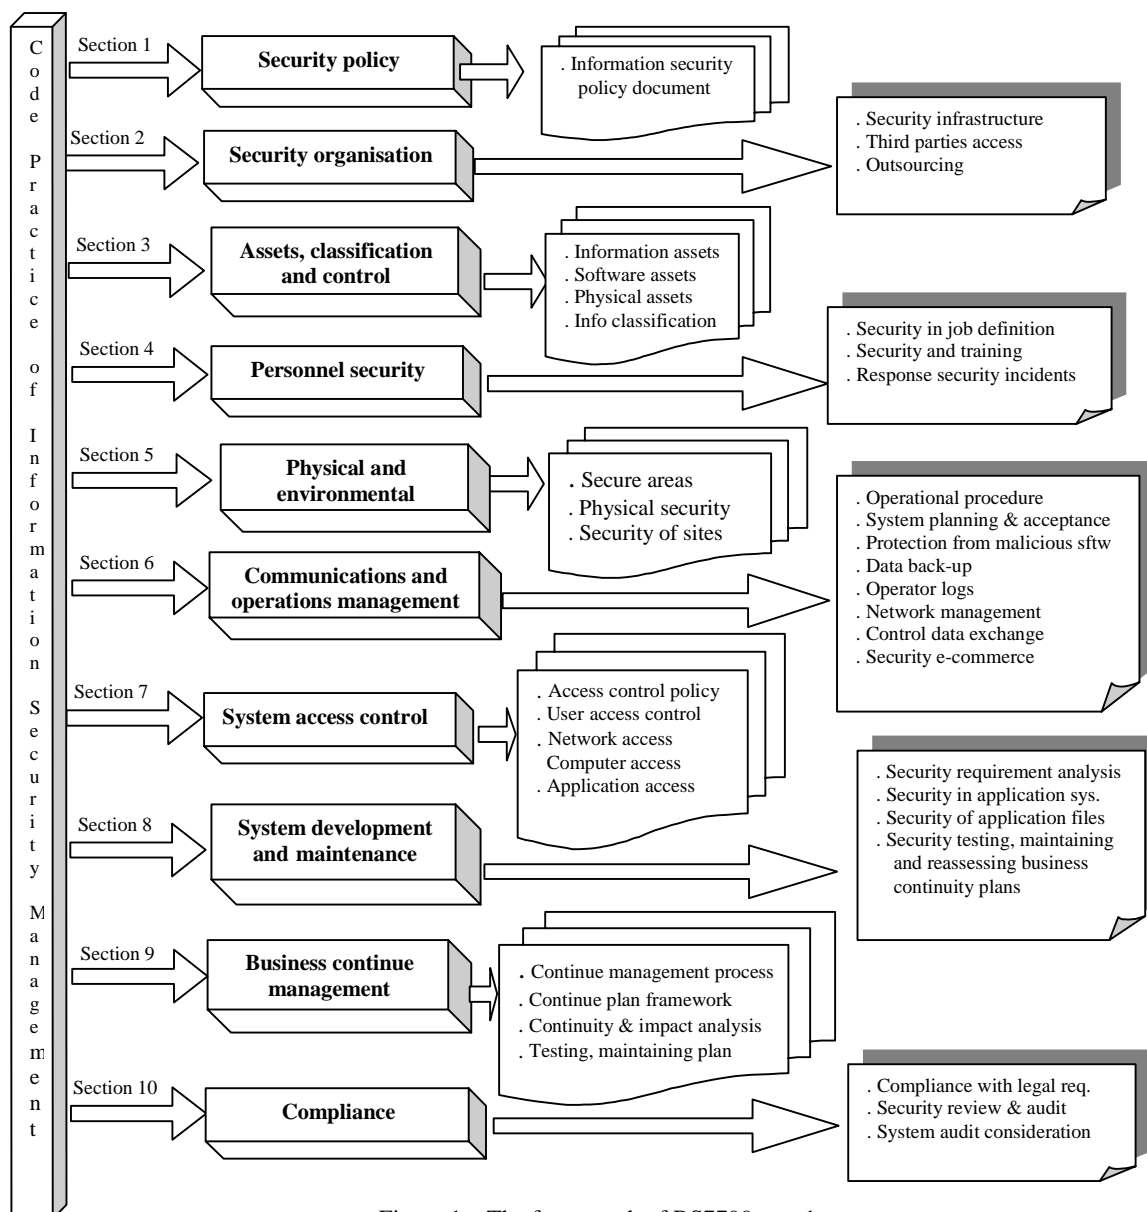 Code Practice of Information Security Management
Section 1
Security policy
. Information security
policy document
Section 2
Security organisation
. Security infrastructure
. Third parties access
. Outsourcing
Section 3
Assets, classification
and control
. Information assets
. Software assets
. Physical assets
. Info classification
Section 4
Personnel security
. Security in job definition
. Security and training
. Response security incidents
Section 5
Physical and
environmental
. Secure areas
. Physical security
. Security of sites
Section 6
Communications and
operations management
. Operational procedure
. System planning & acceptance
. Protection from malicious sftw
. Data back-up
. Operator logs
. Network management
. Control data exchange
. Security e-commerce
Section 7
System access control
. Access control policy
. User access control
. Network access
Computer access
. Application access
Section 8
System development
and maintenance
. Security requirement analysis
. Security in application sys.
. Security of application files
. Security testing, maintaining
and reassessing business
continuity plans
Section 9
Business continue
management
. Continue management process
. Continue plan framework
. Continuity & impact analysis
. Testing, maintaining plan
Section 10
Compliance
. Compliance with legal req.
. Security review & audit
. System audit consideration